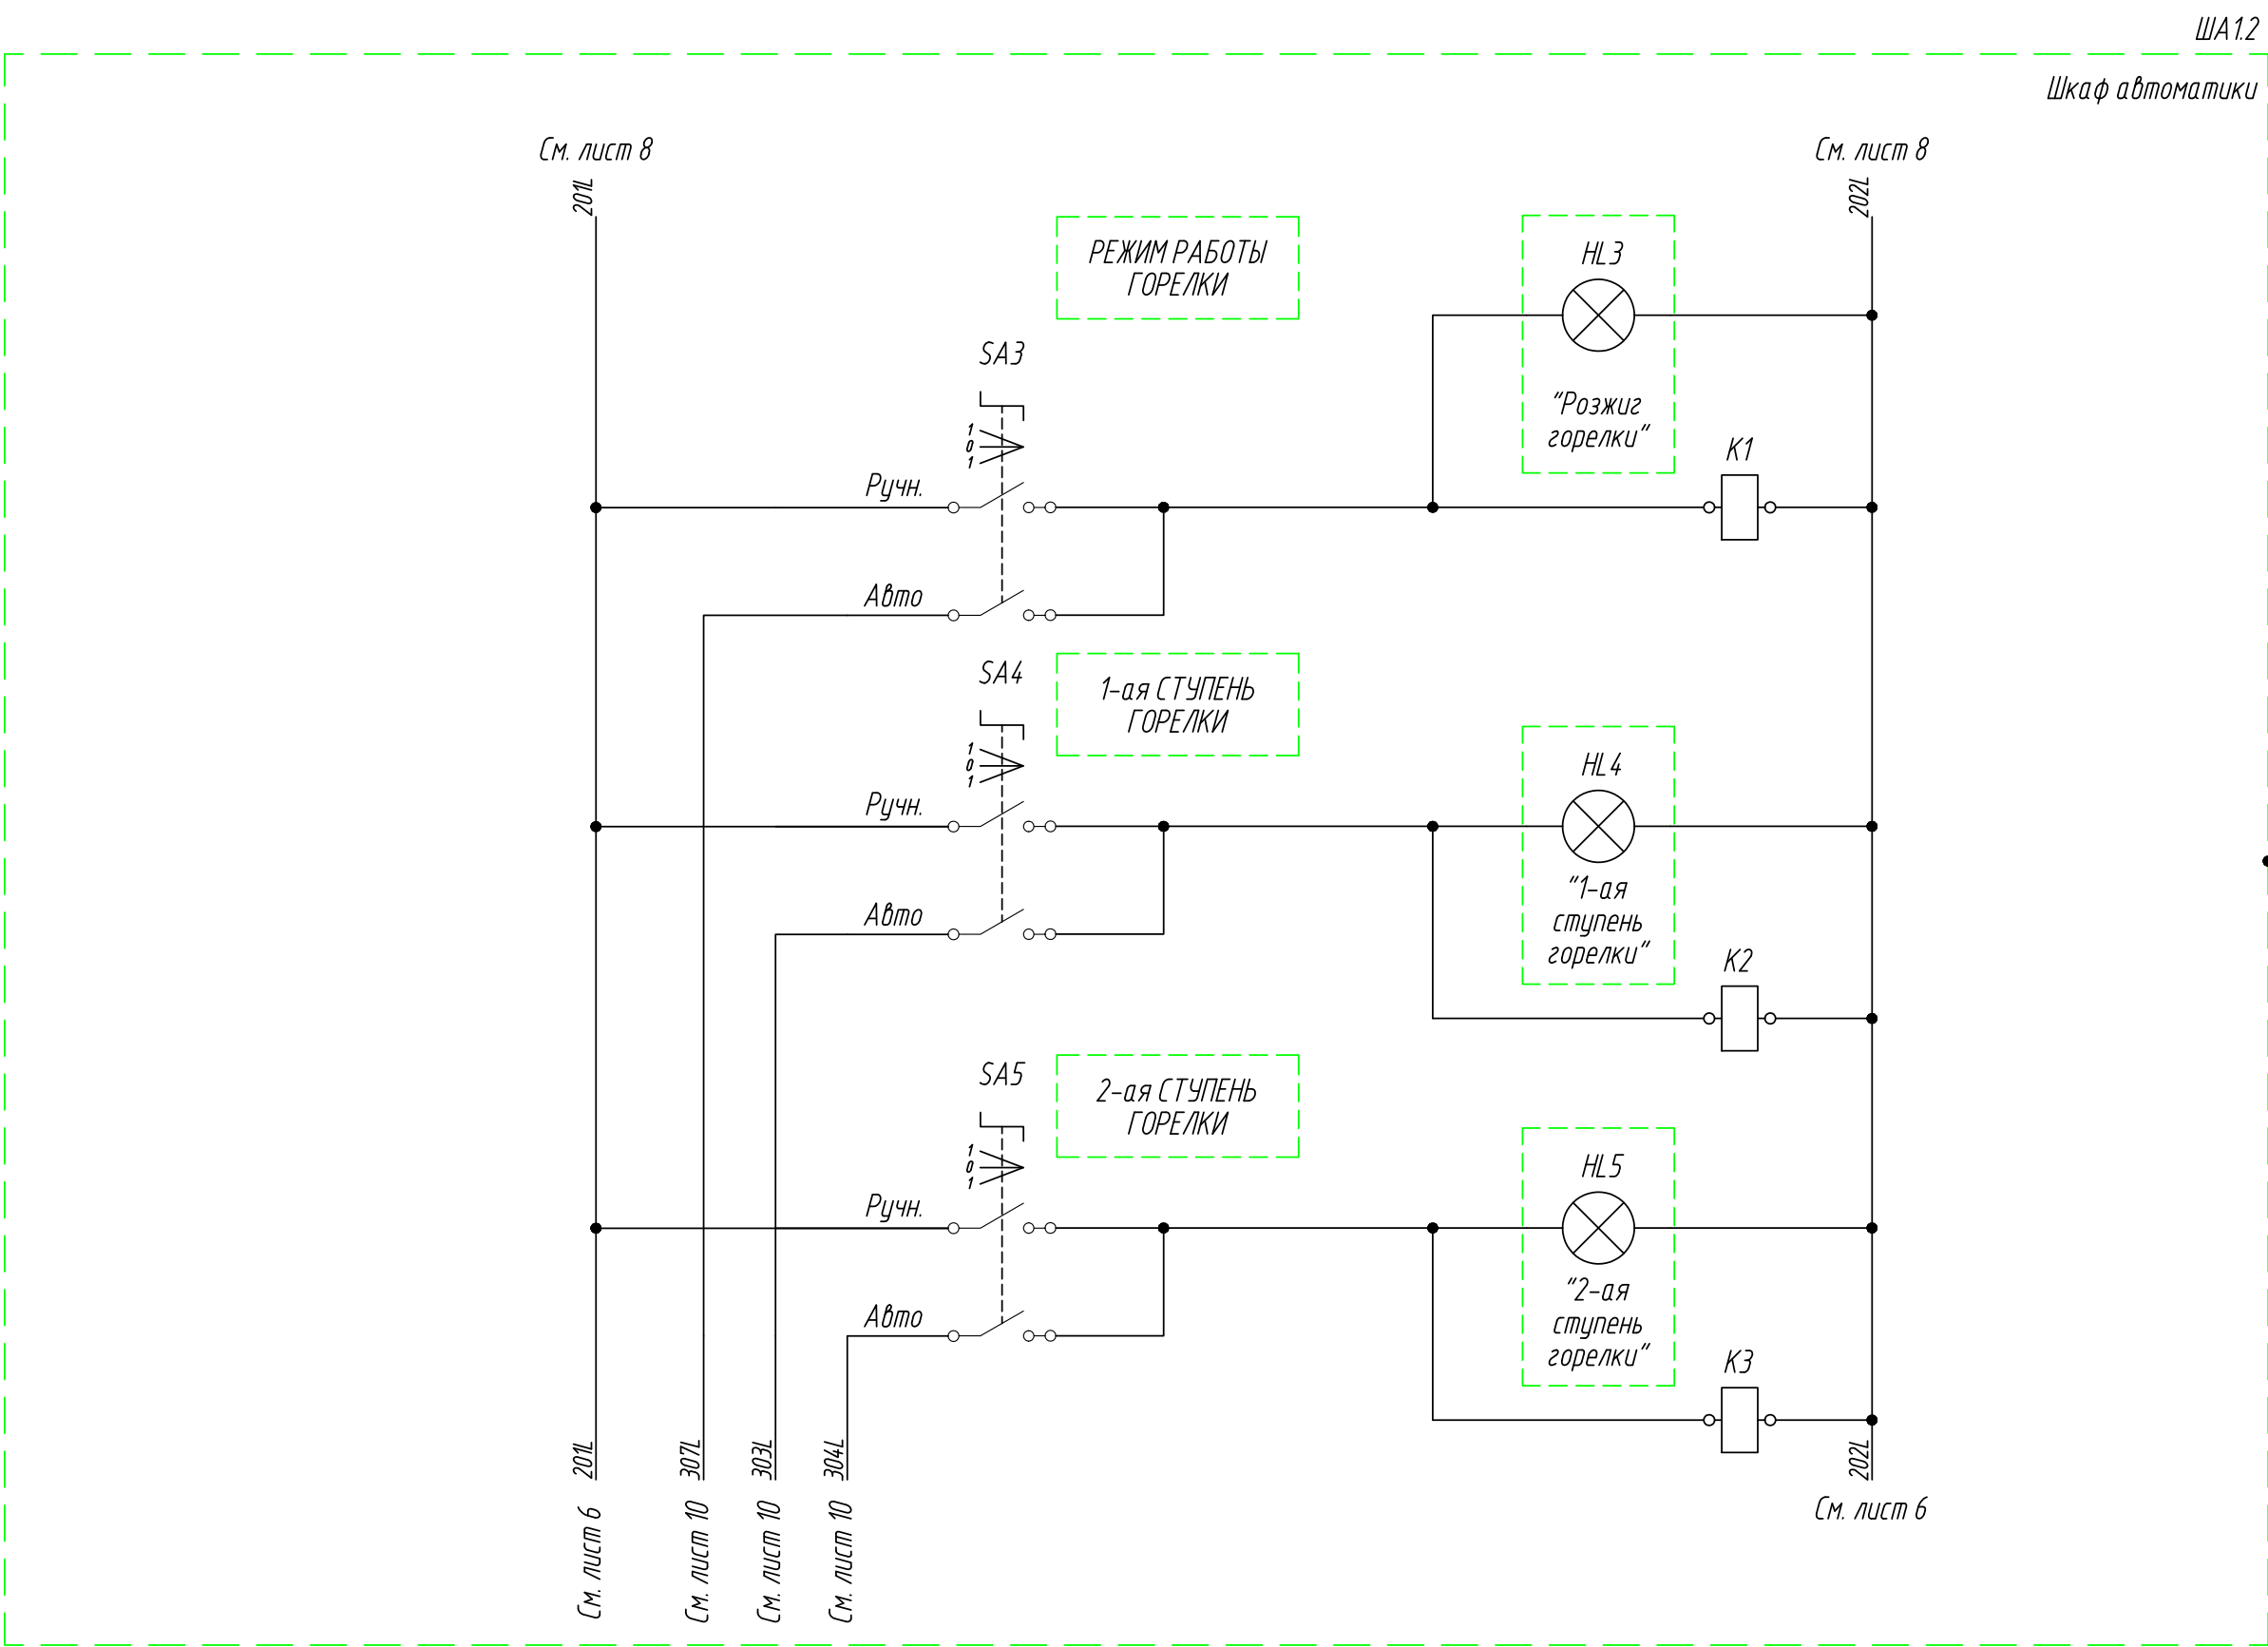 ША1.2
Шкаф автоматики
См. лист 8
См. лист 8
201L
202L
РЕЖИМ РАБОТЫ
ГОРЕЛКИ
HL3
SA3
"Розжиг
горелки"
1
0
1
К1
Ручн.
Авто
SA4
1-ая СТУПЕНЬ
ГОРЕЛКИ
1
0
1
HL4
Ручн.
"1-ая
ступень
горелки"
Авто
К2
SA5
2-ая СТУПЕНЬ
ГОРЕЛКИ
1
0
1
HL5
Ручн.
"2-ая
ступень
горелки"
Авто
К3
201L
307L
303L
304L
202L
См. лист 6
См. лист 10
См. лист 10
См. лист 10
См. лист 6